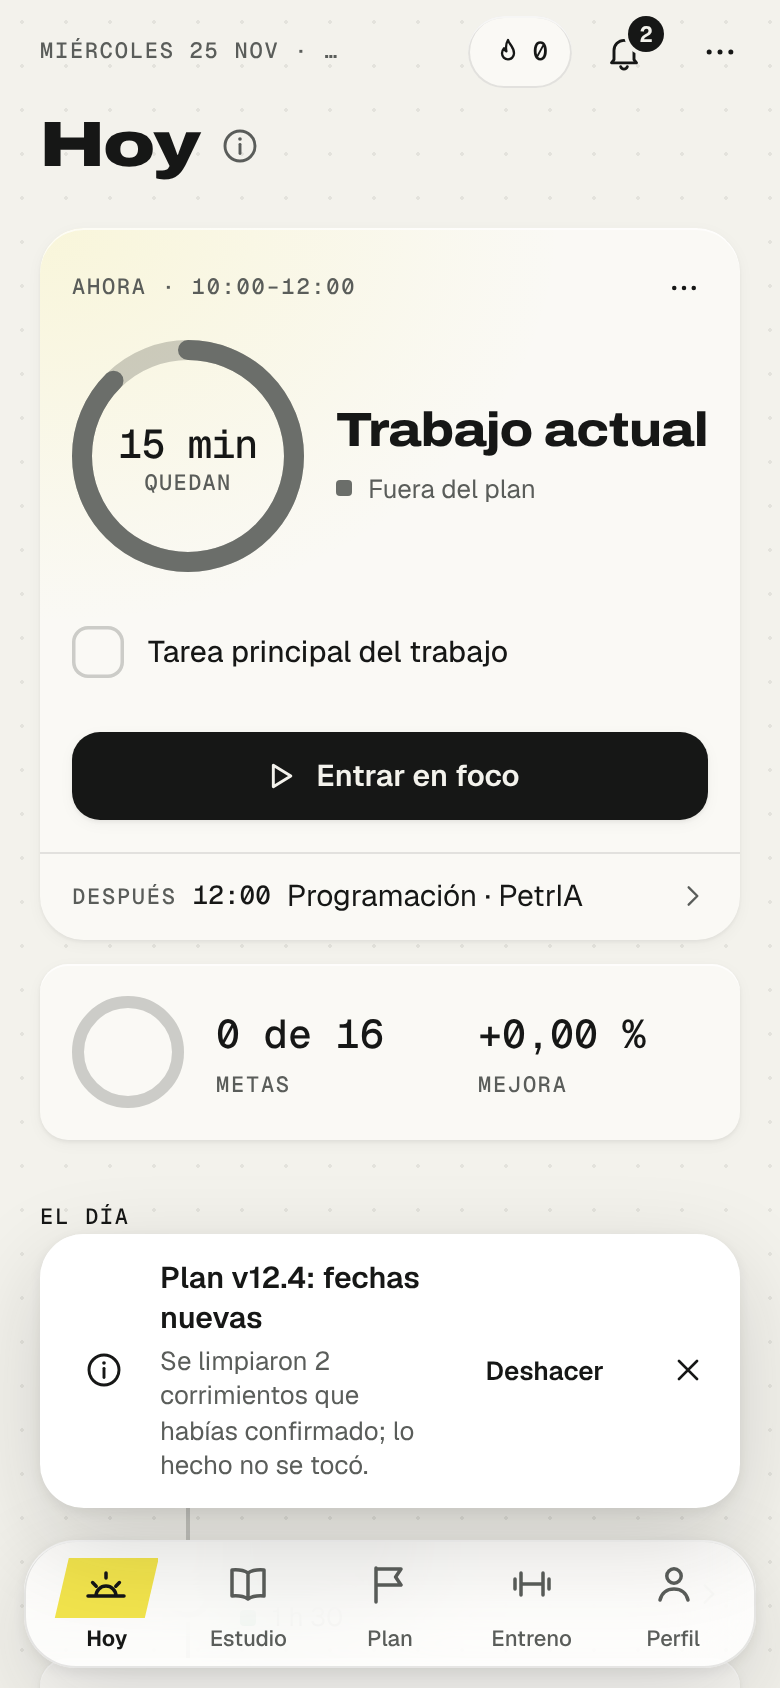 MIÉRCOLES 25 NOV · …
0
2
Hoy
AHORA · 10:00–12:00
15 min
QUEDAN
Trabajo actual
Fuera del plan
Tarea principal del trabajo
Entrar en foco
DESPUÉS 12:00 Programación · PetrIA
0 de 16
METAS
+0,00 %
MEJORA
EL DÍA
Plan v12.4: fechas
nuevas
Se limpiaron 2
corrimientos que
habías confirmado; lo
hecho no se tocó.
Deshacer
Hoy
Estudio
Plan
Entreno
Perfil